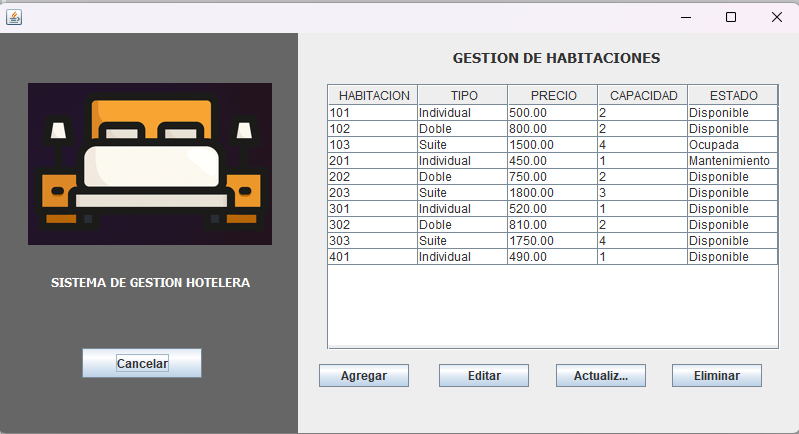 GESTION DE HABITACIONES
HABITACION TIPO PRECIO CAPACIDAD ESTADO
101 Individual 500.00 2 Disponible
102 Doble 800.00 2 Disponible
103 Suite 1500.00 4 Ocupada
201 Individual 450.00 1 Mantenimiento
202 Doble 750.00 2 Disponible
203 Suite 1800.00 3 Disponible
301 Individual 520.00 1 Disponible
302 Doble 810.00 2 Disponible
303 Suite 1750.00 4 Disponible
401 Individual 490.00 1 Disponible
SISTEMA DE GESTION HOTELERA
Cancelar
Agregar Editar Actualiz... Eliminar